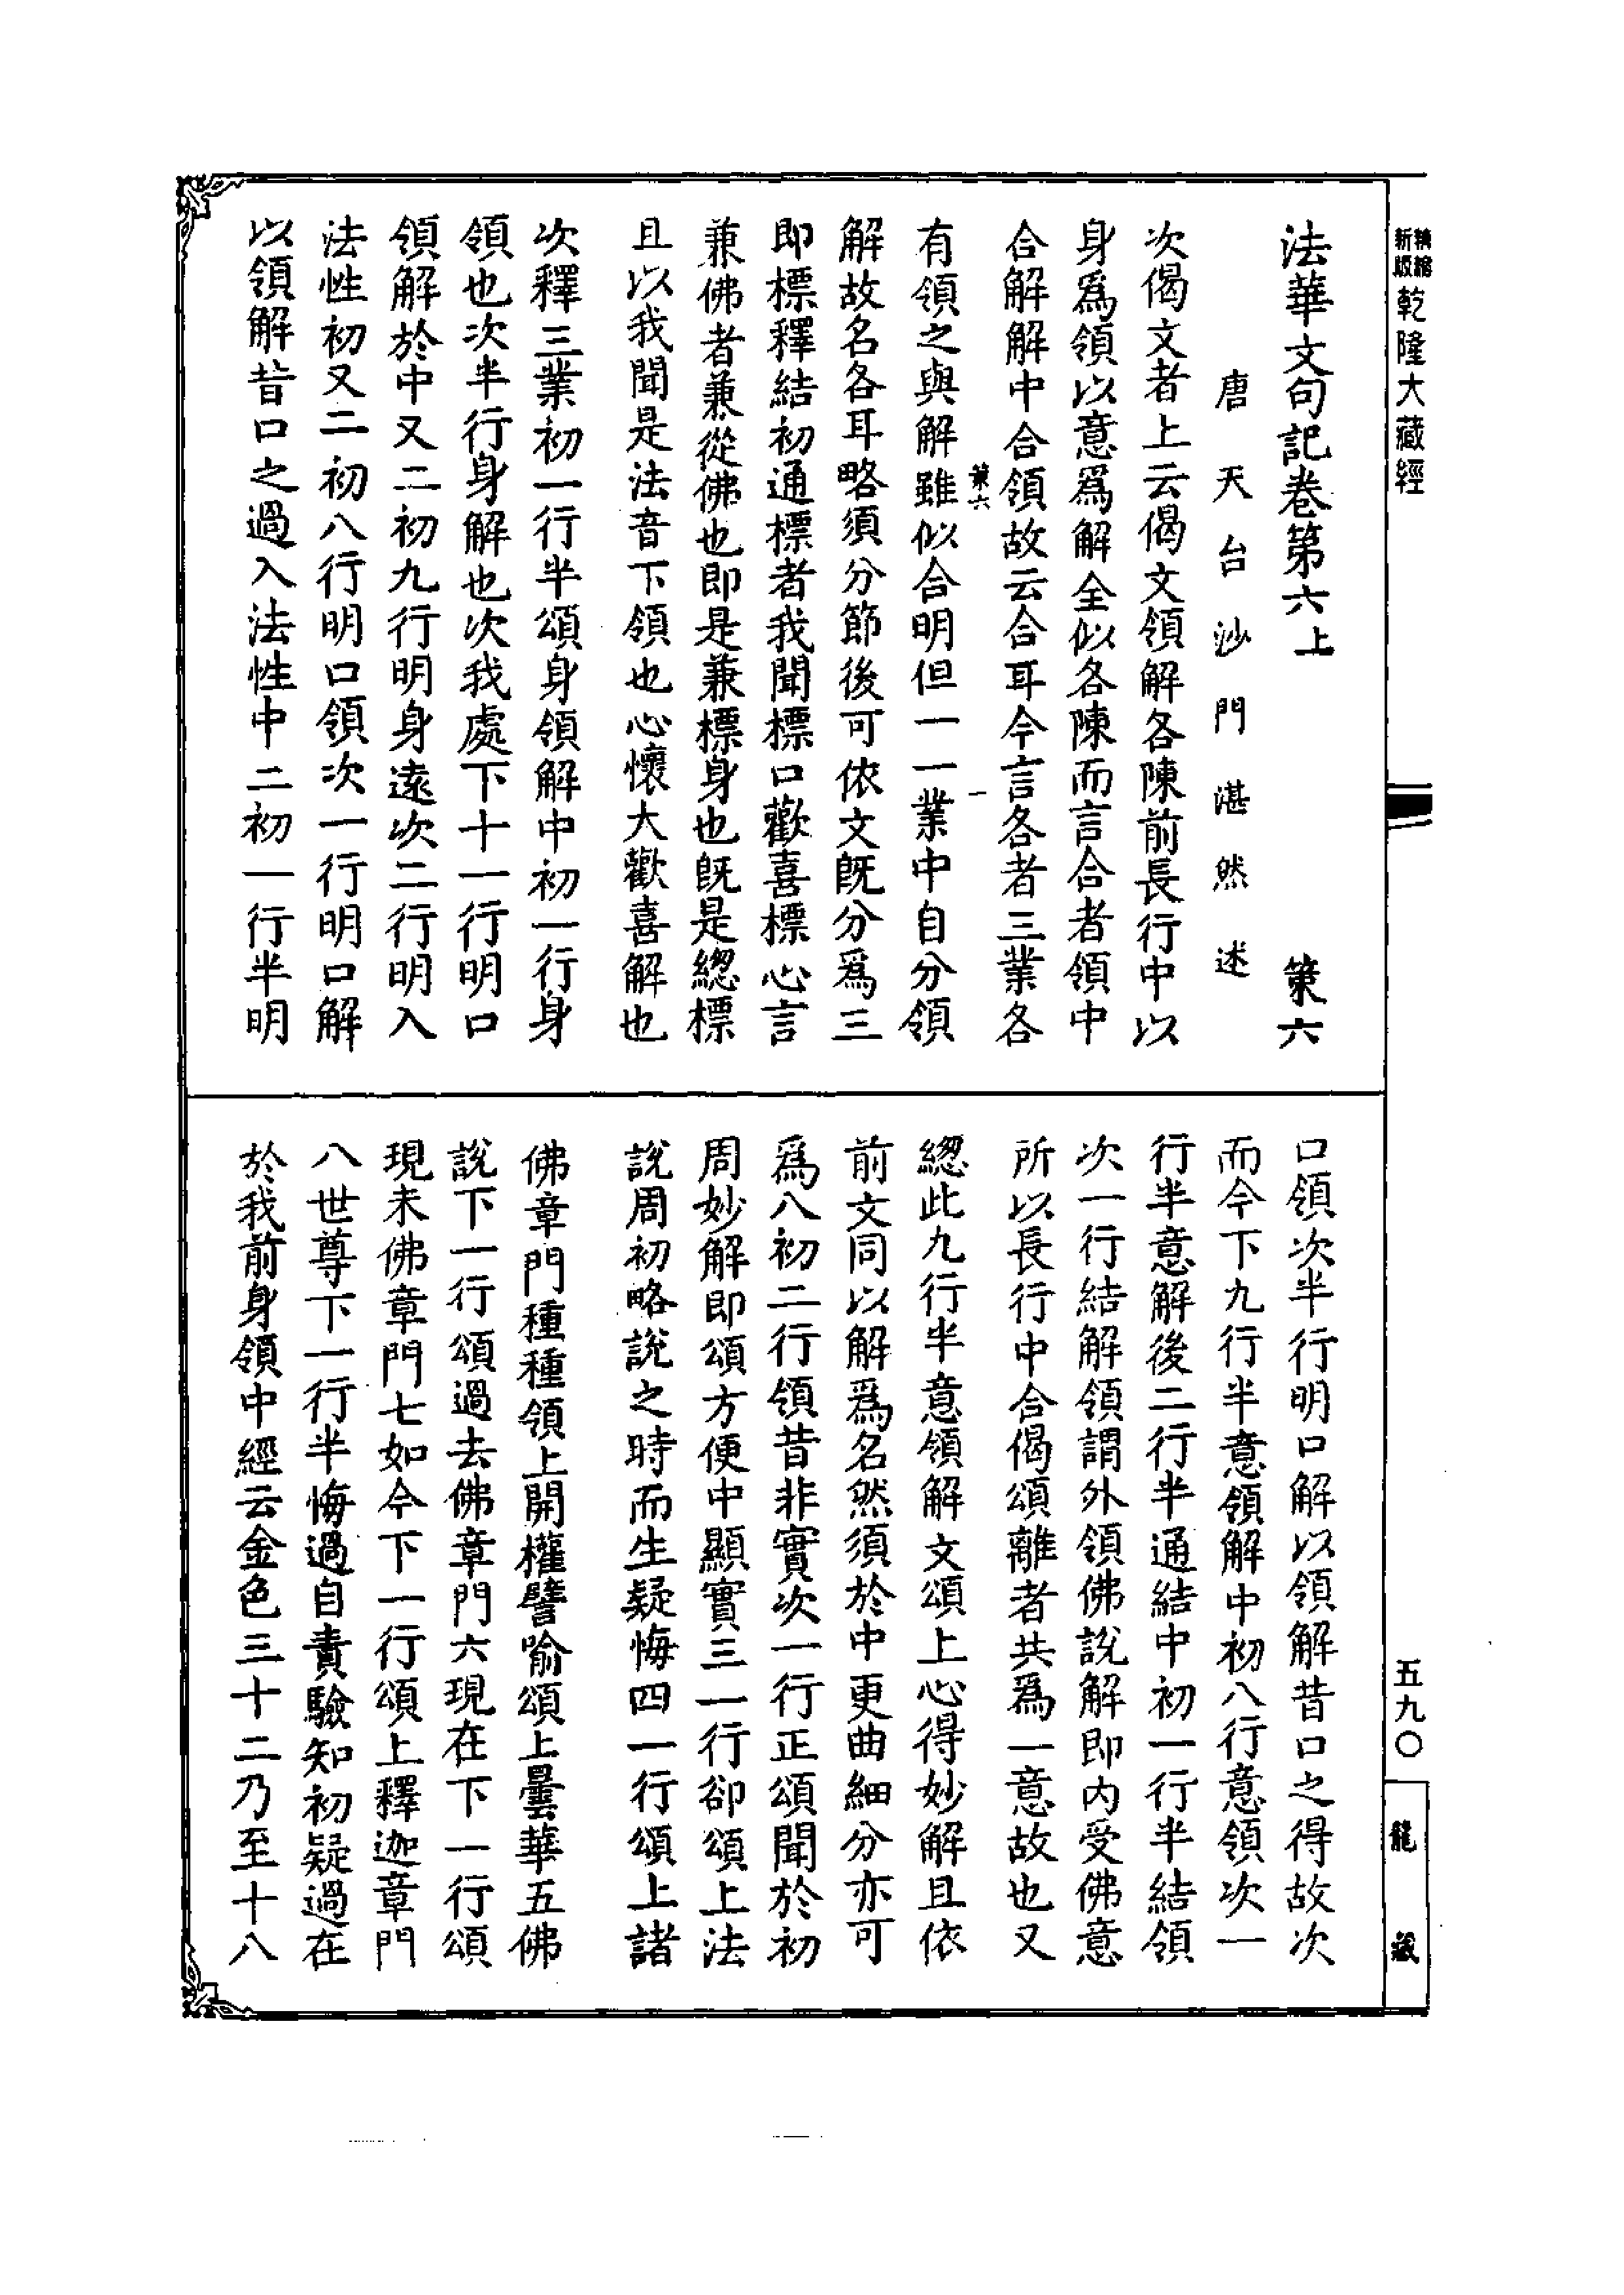 新版精縮乾隆大藏經
五九〇
龍藏
法華文句記卷第六上 策六
唐天台沙門湛然述
次偈文者上云偈文領解各陳前長行中以
身爲領以意爲解全似各陳而言合者領中
合解解中合領故云合耳今言各者三業各
策六 一
有領之與解雖似合明但一一業中自分領
解故名各耳略須分節後可依文旣分爲三
即標釋結初通標者我聞標口歡喜標心言
兼佛者兼從佛也即是兼標身也旣是緫標
且以我聞是法音下領也心懷大歡喜解也
次釋三業初一行半頌身領解中初一行身
領也次半行身解也次我處下十一行明口
領解於中又二初九行明身遠次二行明入
法性初又二初八行明口領次一行明口解
以領解昔口之過入法性中二初一行半明
口領次半行明口解以領解昔口之得故次
而今下九行半意領解中初八行意領次一
行半意解後二行半通結中初一行半結領
次一行結解領謂外領佛說解即內受佛意
所以長行中合偈頌離者共爲一意故也又
緫此九行半意領解文頌上心得妙解且依
前文同以解爲名然須於中更曲細分亦可
爲八初二行領昔非實次一行正頌聞於初
周妙解即頌方便中顯實三一行卻頌上法
說周初略說之時而生疑悔四一行頌上諸
佛章門種種領上開權譬喻頌上曇華五佛
說下一行頌過去佛章門六現在下一行頌
現未佛章門七如今下一行頌上釋迦章門
八世尊下一行半悔過自責驗知初疑過在
於我前身領中經云金色三十二乃至十八